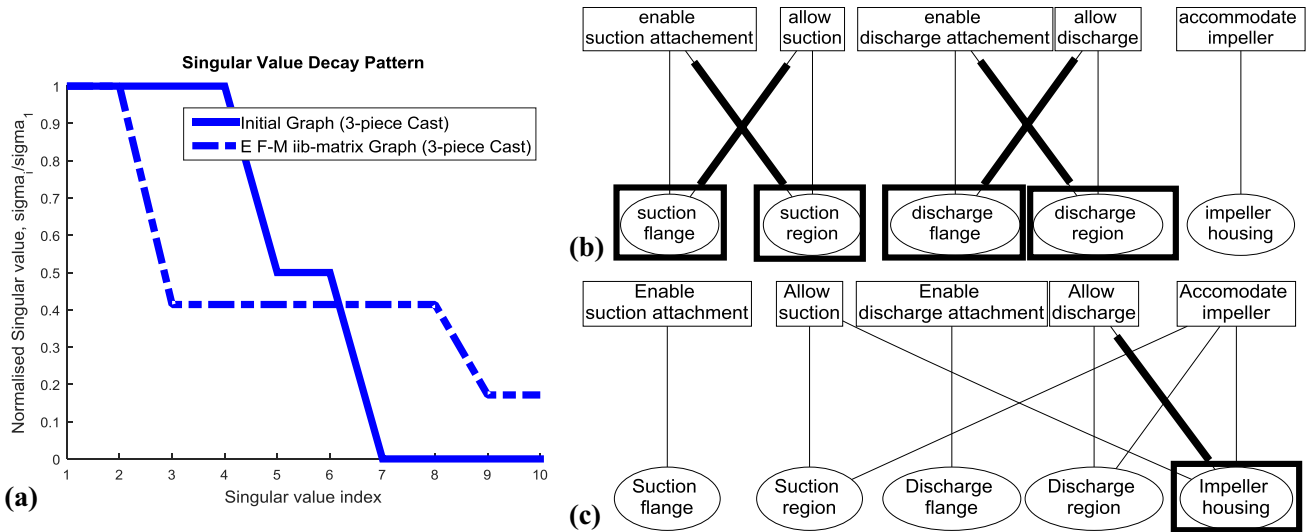 Singular Value Decay Pattern
Normalised Singular value, sigma_i/sigma_1
1
0.9
0.8
0.7
0.6
0.5
0.4
0.3
0.2
0.1
0
Initial Graph (3-piece Cast)
E F-M iib-matrix Graph (3-piece Cast)
1 2 3 4 5 6 7 8 9 10
Singular value index
(a)
enable
suction attachement
allow
suction
enable
discharge attachement
allow
discharge
accommodate
impeller
suction
flange
suction
region
discharge
flange
discharge
region
impeller
housing
(b)
Enable
suction attachment
Allow
suction
Enable
discharge attachment
Allow
discharge
Accomodate
impeller
Suction
flange
Suction
region
Discharge
flange
Discharge
region
Impeller
housing
(c)